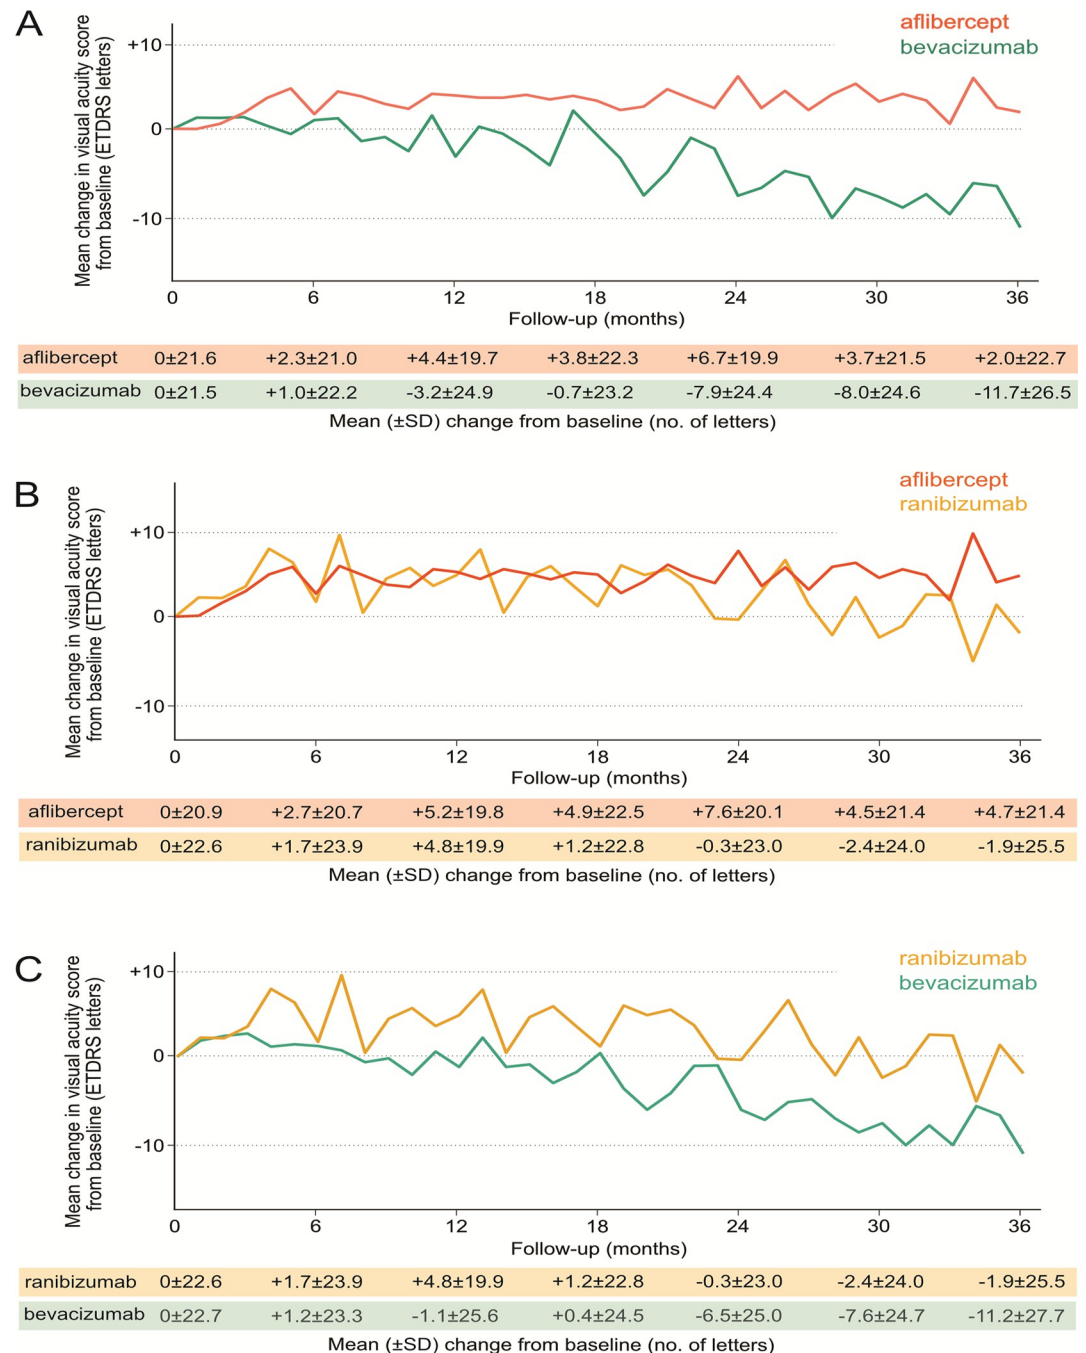 A
aflibercept
bevacizumab
Mean change in visual acuity score
from baseline (ETDRS letters)
+10
0
-10
0 6 12 18 24 30 36
Follow-up (months)
aflibercept 0±21.6 +2.3±21.0 +4.4±19.7 +3.8±22.3 +6.7±19.9 +3.7±21.5 +2.0±22.7
bevacizumab 0±21.5 +1.0±22.2 -3.2±24.9 -0.7±23.2 -7.9±24.4 -8.0±24.6 -11.7±26.5
Mean (±SD) change from baseline (no. of letters)
B
aflibercept
ranibizumab
Mean change in visual acuity score
from baseline (ETDRS letters)
+10
0
-10
0 6 12 18 24 30 36
Follow-up (months)
aflibercept 0±20.9 +2.7±20.7 +5.2±19.8 +4.9±22.5 +7.6±20.1 +4.5±21.4 +4.7±21.4
ranibizumab 0±22.6 +1.7±23.9 +4.8±19.9 +1.2±22.8 -0.3±23.0 -2.4±24.0 -1.9±25.5
Mean (±SD) change from baseline (no. of letters)
C
ranibizumab
bevacizumab
Mean change in visual acuity score
from baseline (ETDRS letters)
+10
0
-10
0 6 12 18 24 30 36
Follow-up (months)
ranibizumab 0±22.6 +1.7±23.9 +4.8±19.9 +1.2±22.8 -0.3±23.0 -2.4±24.0 -1.9±25.5
bevacizumab 0±22.7 +1.2±23.3 -1.1±25.6 +0.4±24.5 -6.5±25.0 -7.6±24.7 -11.2±27.7
Mean (±SD) change from baseline (no. of letters)